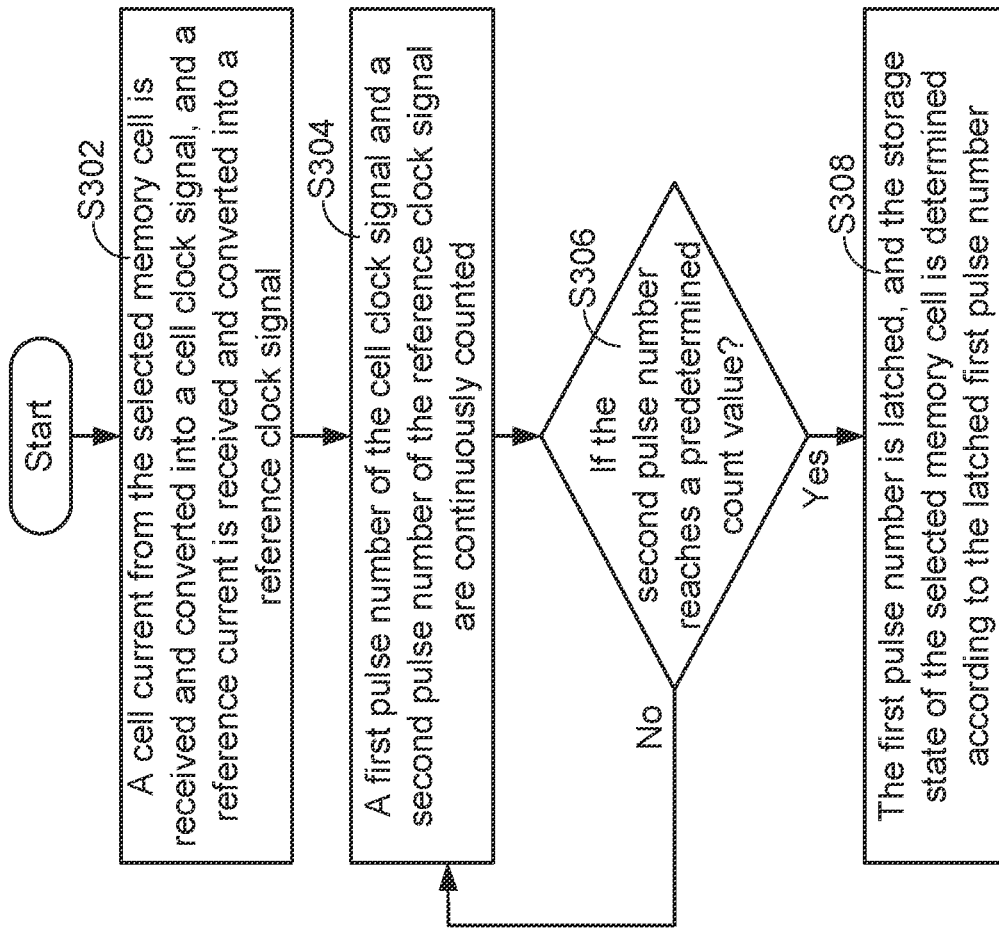 Start
S302
A cell current from the selected memory cell is
received and converted into a cell clock signal, and a
reference current is received and converted into a
reference clock signal
S304
A first pulse number of the cell clock signal and a
second pulse number of the reference clock signal
are continuously counted
S306
If the
second pulse number
reaches a predetermined
count value?
No
Yes
S308
The first pulse number is latched, and the storage
state of the selected memory cell is determined
according to the latched first pulse number